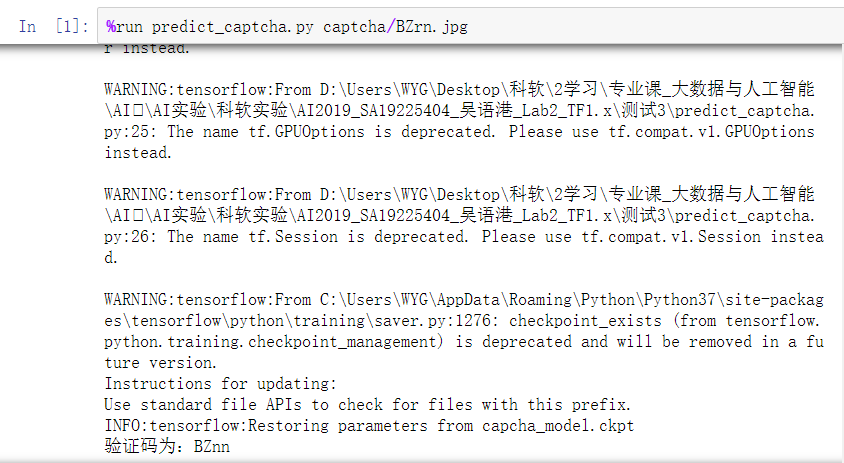 In [1]: %run predict_captcha.py captcha/BZrn.jpg
r instead.
WARNING:tensorflow:From D:\Users\WYG\Desktop\科软\2学习\专业课_大数据与人工智能
\AI\AI实验\科软实验\AI2019_SA19225404_吴语港_Lab2_TF1.x\测试3\predict_captcha.
py:25: The name tf.GPUOptions is deprecated. Please use tf.compat.v1.GPUOptions
instead.
WARNING:tensorflow:From D:\Users\WYG\Desktop\科软\2学习\专业课_大数据与人工智能
\AI\AI实验\科软实验\AI2019_SA19225404_吴语港_Lab2_TF1.x\测试3\predict_captcha.
py:26: The name tf.Session is deprecated. Please use tf.compat.v1.Session instea
d.
WARNING:tensorflow:From C:\Users\WYG\AppData\Roaming\Python\Python37\site-packag
es\tensorflow\python\training\saver.py:1276: checkpoint_exists (from tensorflow.
python.training.checkpoint_management) is deprecated and will be removed in a fu
ture version.
Instructions for updating:
Use standard file APIs to check for files with this prefix.
INFO:tensorflow:Restoring parameters from capcha_model.ckpt
验证码为: BZnn